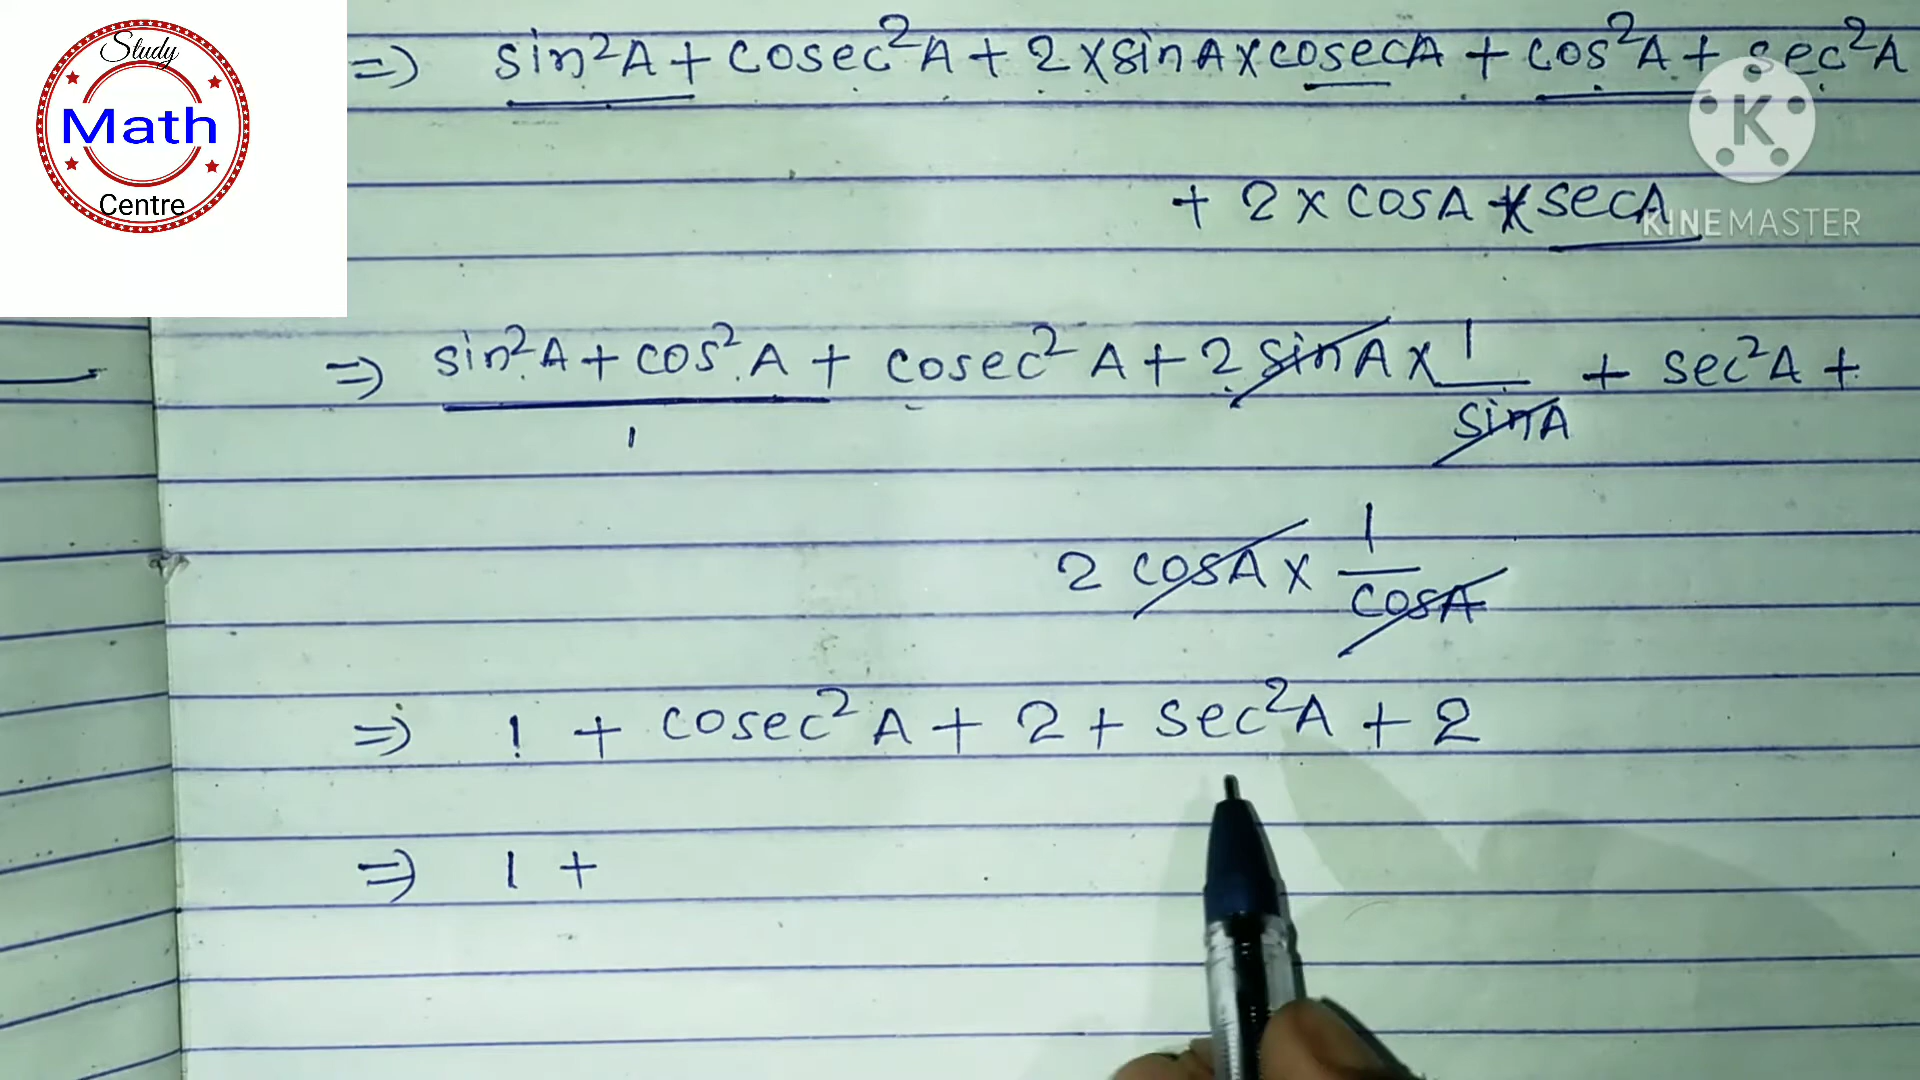 Study
Math
Centre
⇒ sin²A + cosec²A + 2 × sinA × cosecA + cos²A + sec²A
K
+ 2 × cosA × secA
KINEMASTER
⇒ sin²A + cos²A + cosec²A + 2 sinA × 1/sinA + sec²A +
1
2 cosA × 1/cosA
⇒ 1 + cosec²A + 2 + sec²A + 2
⇒ 1 +